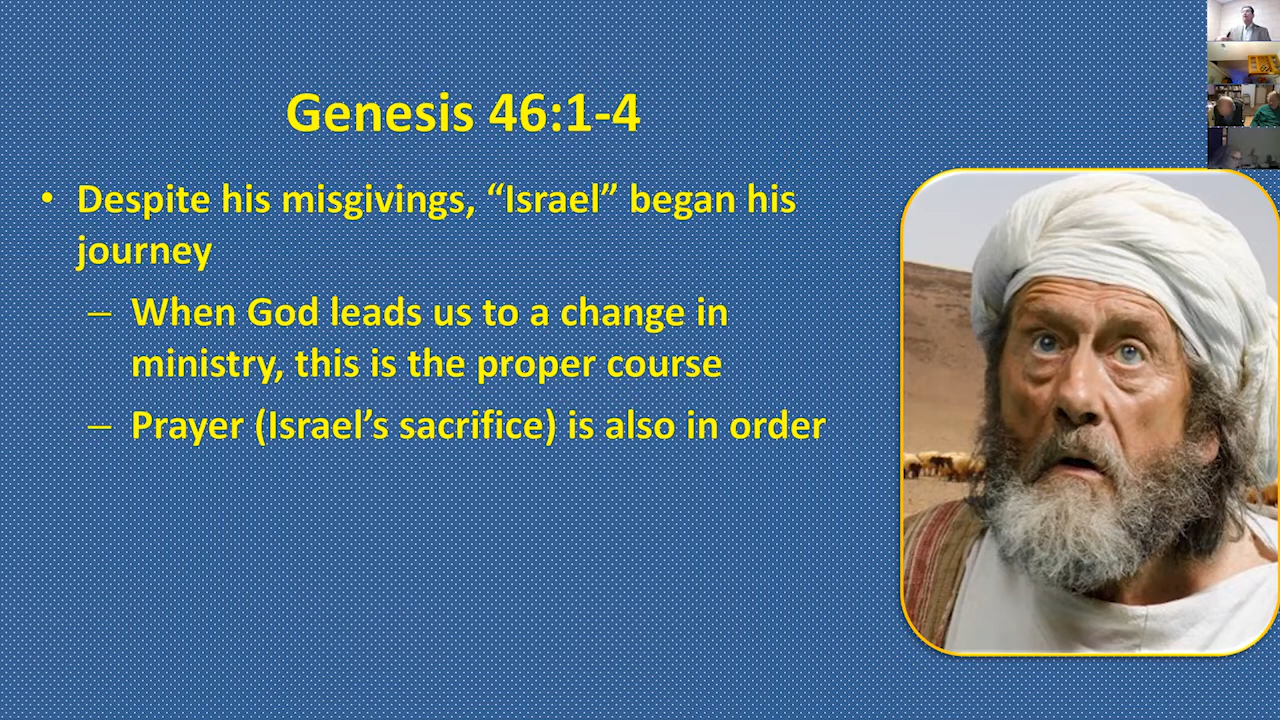 Genesis 46:1-4
• Despite his misgivings, “Israel” began his
journey
– When God leads us to a change in
ministry, this is the proper course
– Prayer (Israel’s sacrifice) is also in order